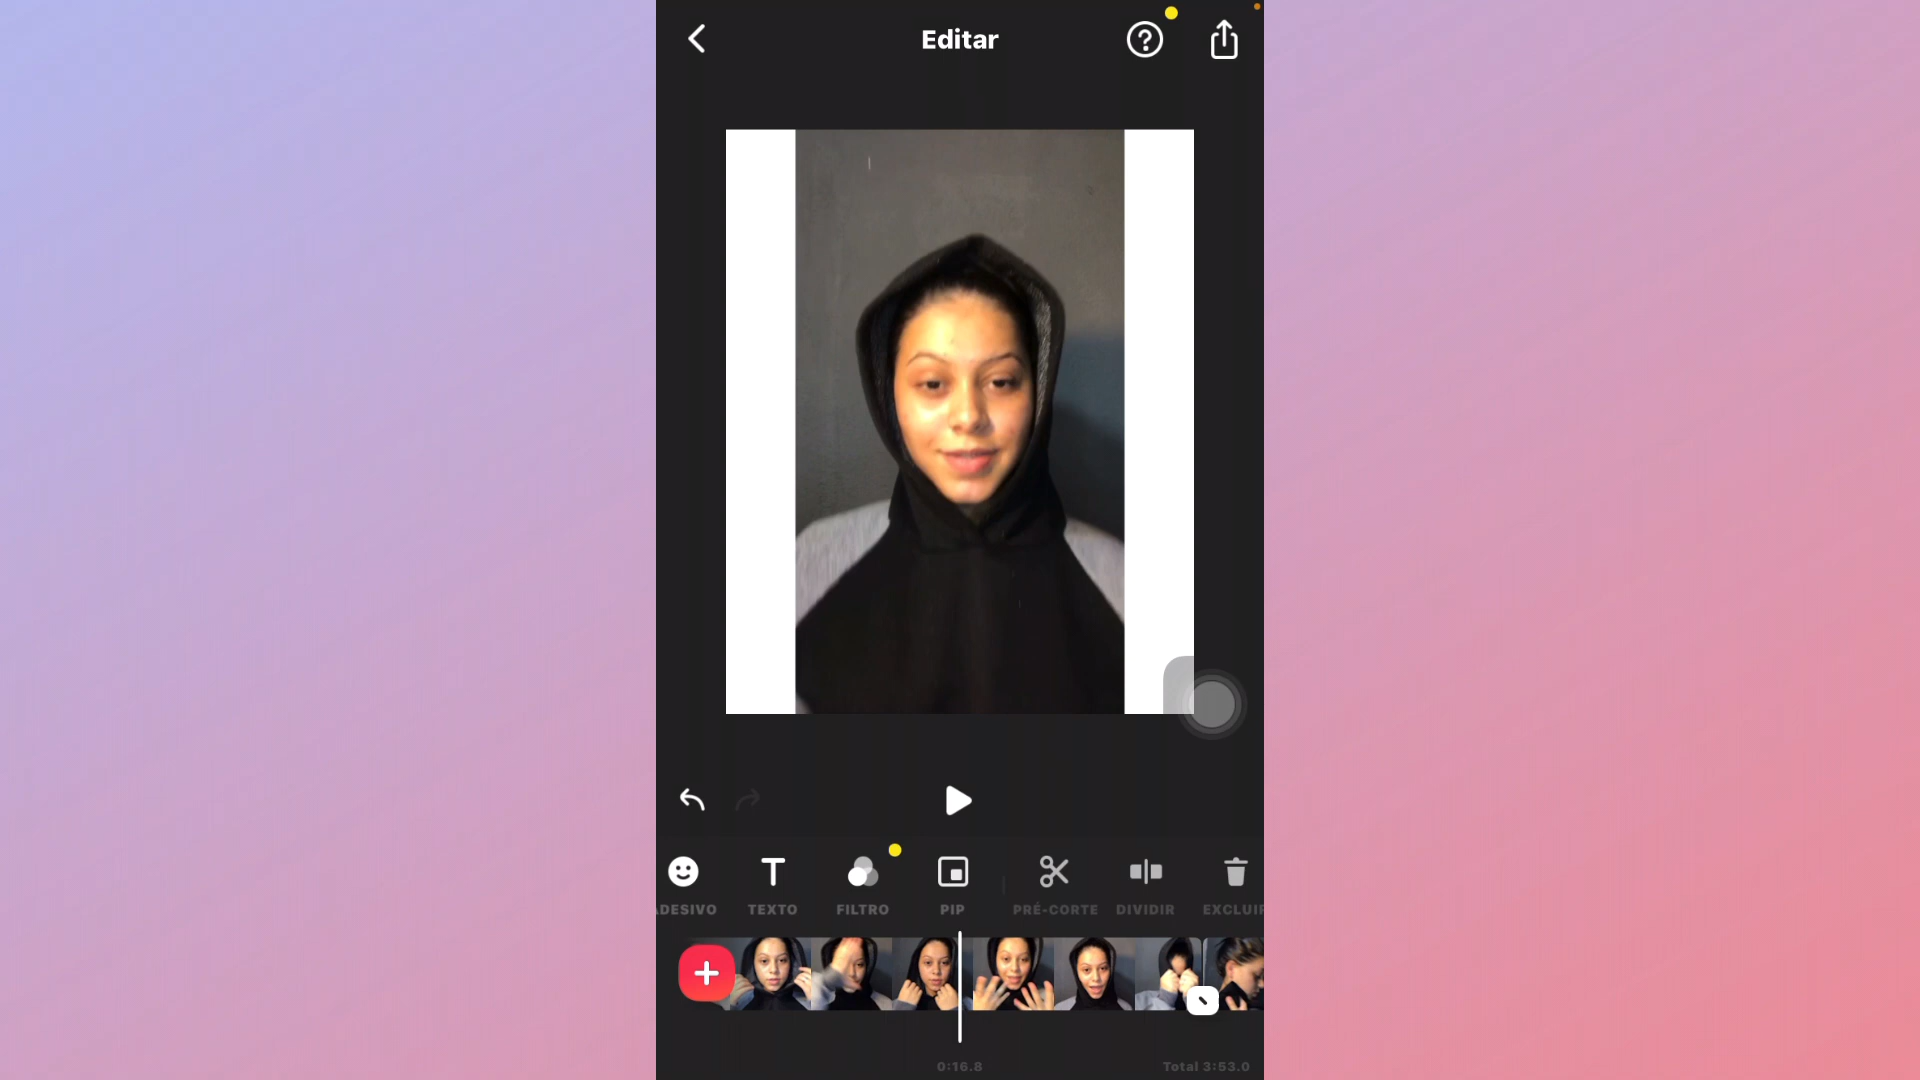 Editar
ADESIVO TEXTO FILTRO PIP PRÉ-CORTE DIVIDIR EXCLUIR
0:16.8 Total 3:53.0